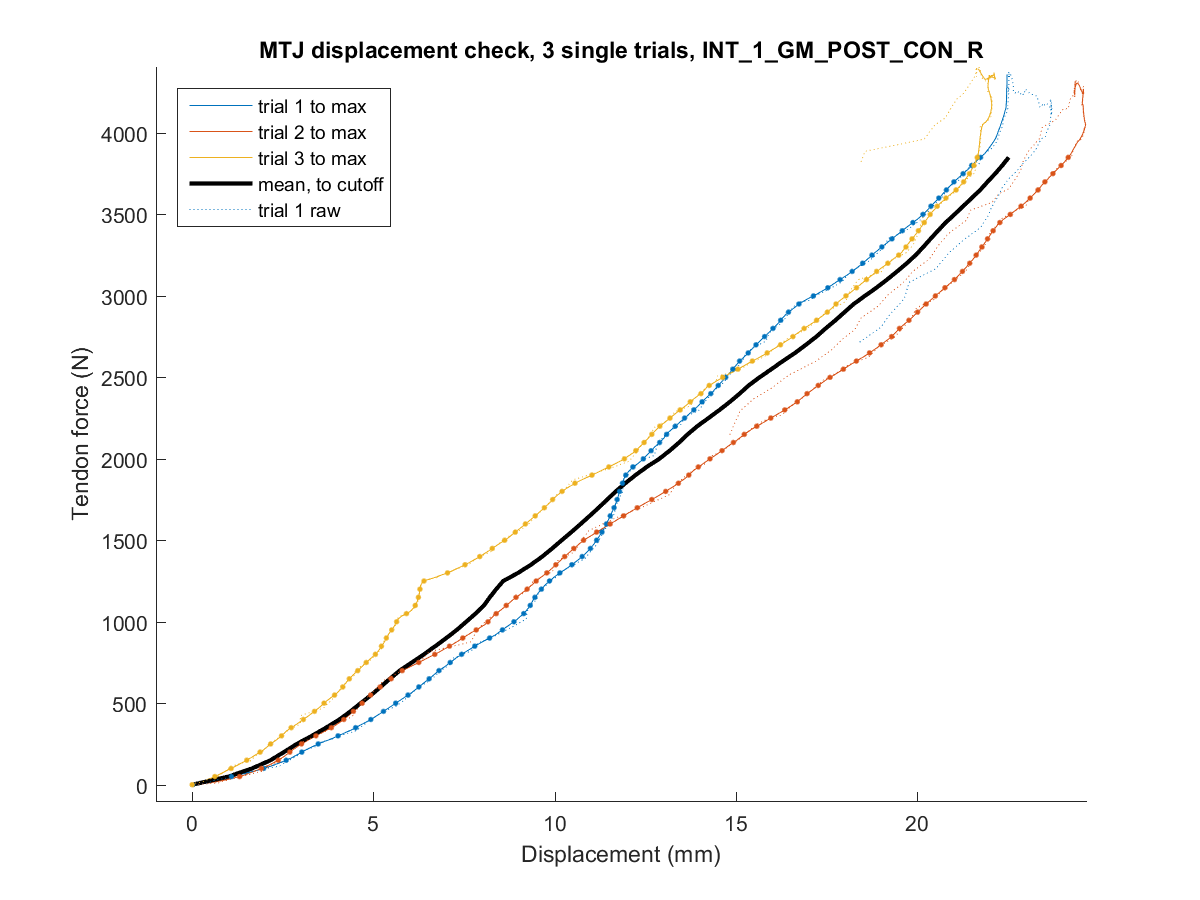 MTJ displacement check, 3 single trials, INT_1_GM_POST_CON_R
trial 1 to max
trial 2 to max
trial 3 to max
mean, to cutoff
trial 1 raw
4000
3500
3000
2500
2000
1500
1000
500
0
Tendon force (N)
0 5 10 15 20
Displacement (mm)